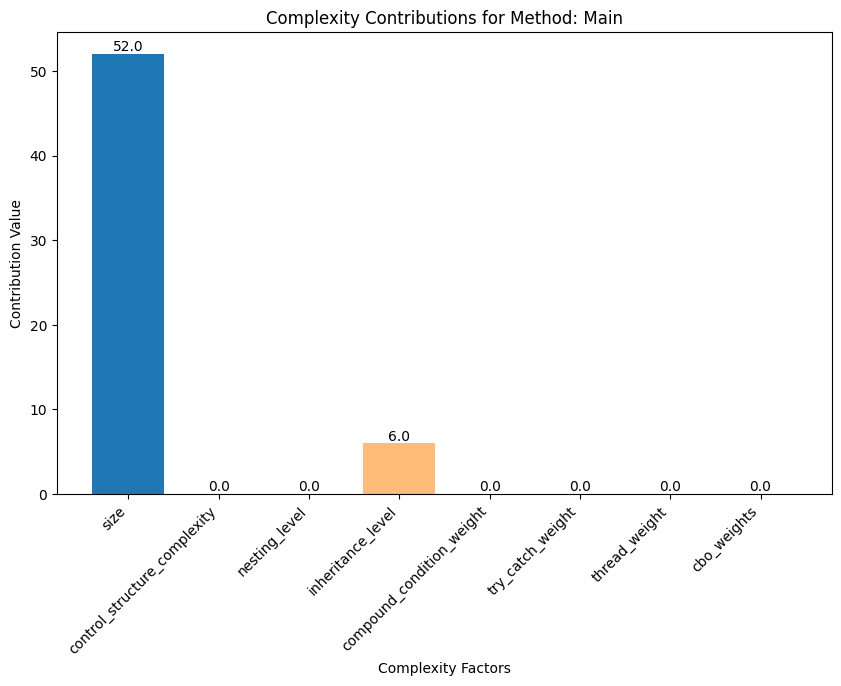 Complexity Contributions for Method: Main
Contribution Value
50
40
30
20
10
0
52.0
0.0
0.0
6.0
0.0
0.0
0.0
0.0
size
control_structure_complexity
nesting_level
inheritance_level
compound_condition_weight
try_catch_weight
thread_weight
cbo_weights
Complexity Factors